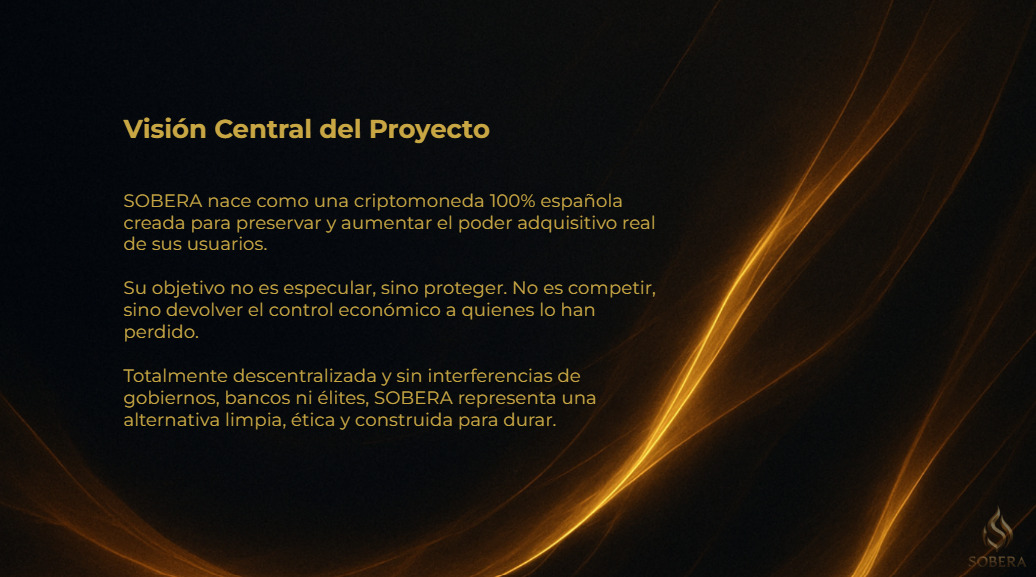 Visión Central del Proyecto
SOBERA nace como una criptomoneda 100% española
creada para preservar y aumentar el poder adquisitivo real
de sus usuarios.
Su objetivo no es especular, sino proteger. No es competir,
sino devolver el control económico a quienes lo han
perdido.
Totalmente descentralizada y sin interferencias de
gobiernos, bancos ni élites, SOBERA representa una
alternativa limpia, ética y construida para durar.
SOBERA